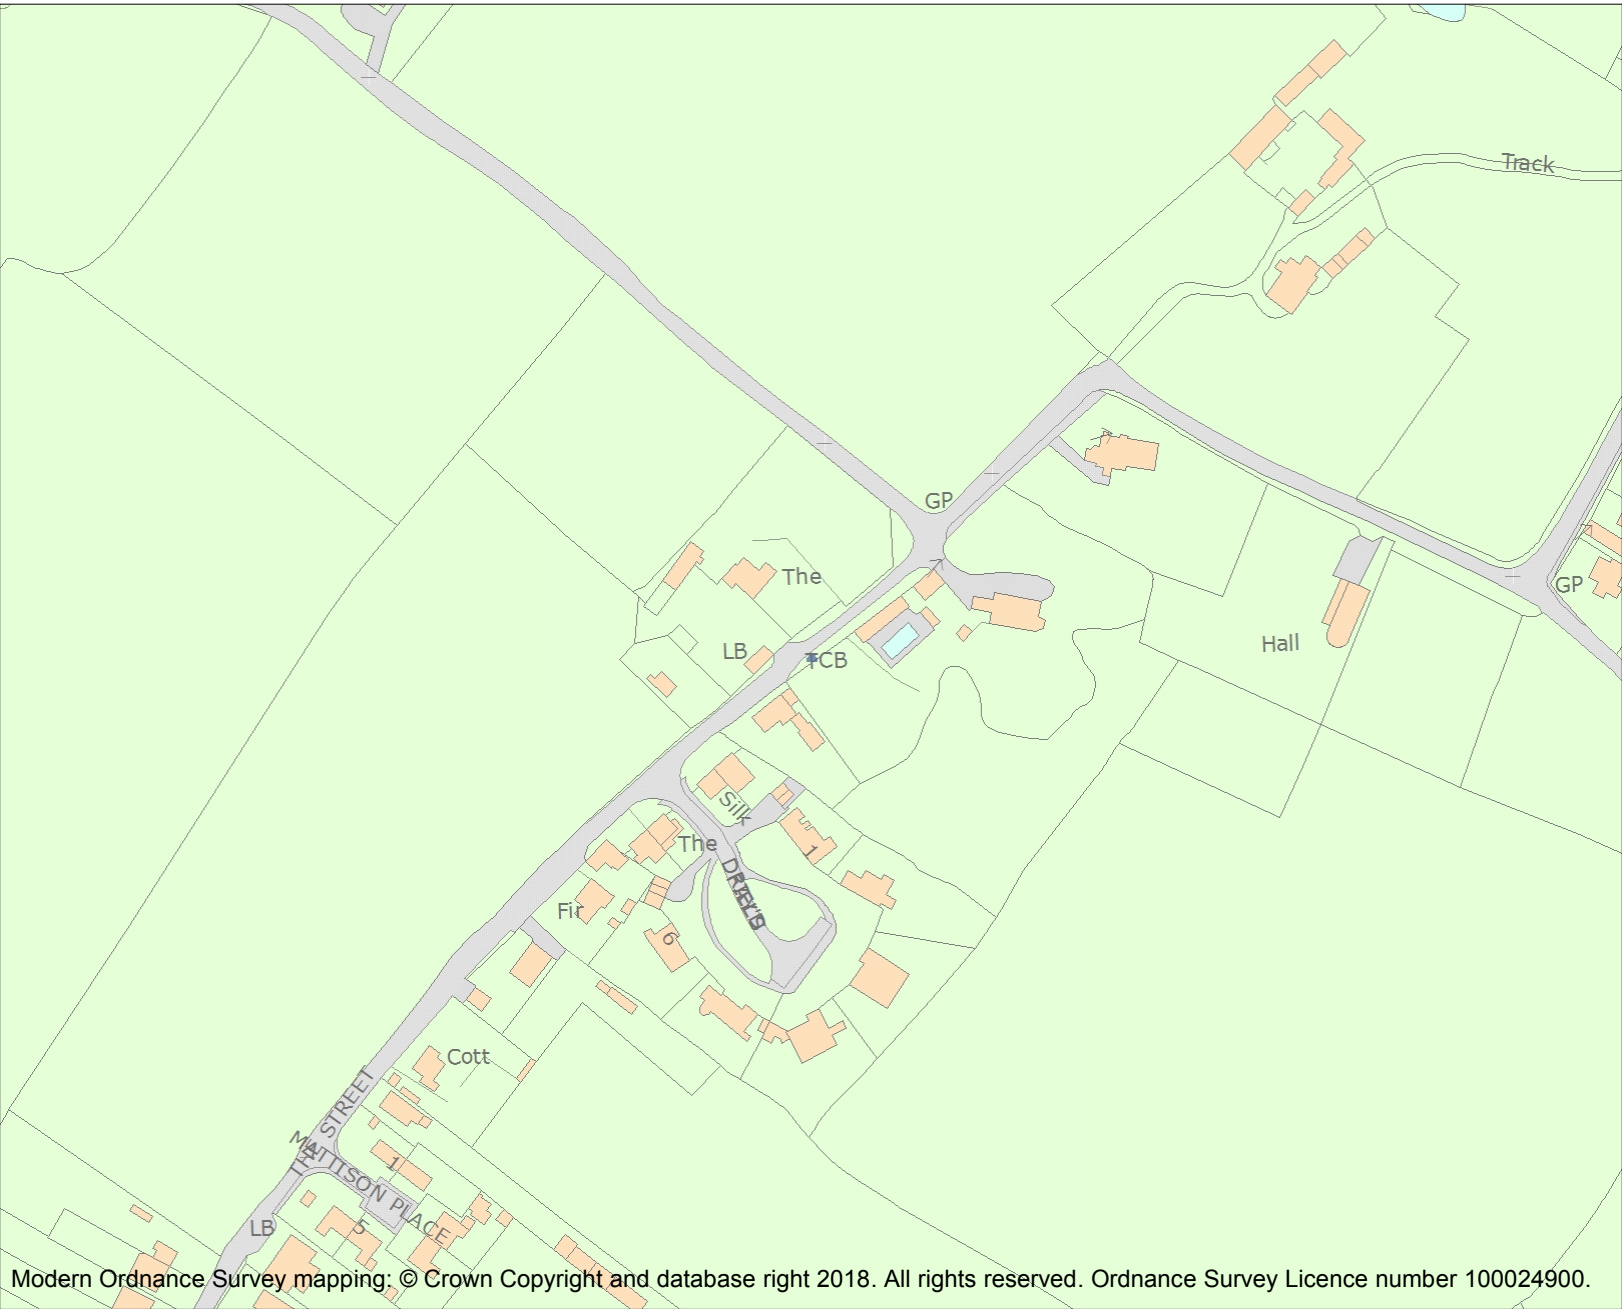 Track
GP
The
GP
Hall
LB
TCB
Silk
The
1
DRAY'S
FIELD
Fir
6
Cott
THE STREET
MATTISON PLACE
1
5
LB
Modern Ordnance Survey mapping: © Crown Copyright and database right 2018. All rights reserved. Ordnance Survey Licence number 100024900.